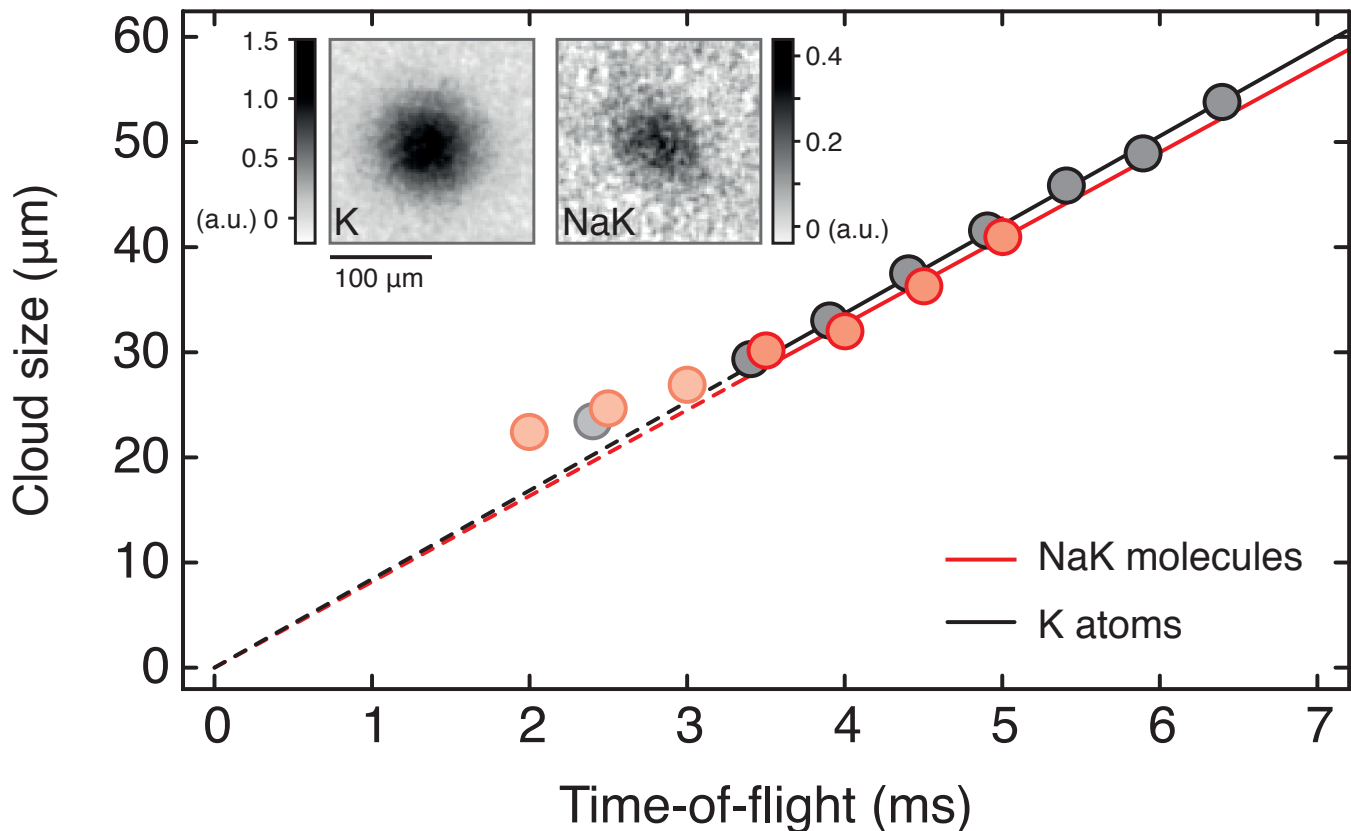 60
50
40
30
20
10
0
Cloud size (µm)
1.5
1.0
0.5
0
(a.u.)
K
100 µm
NaK
0.4
0.2
0 (a.u.)
NaK molecules
K atoms
0 1 2 3 4 5 6 7
Time-of-flight (ms)